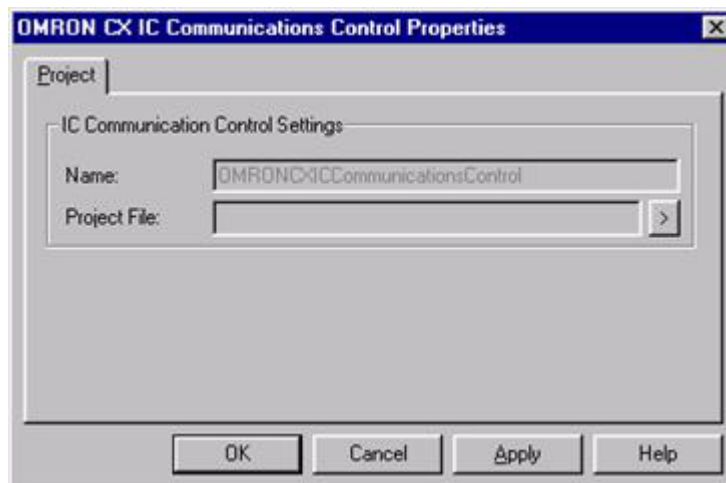 OMRON CX IC Communications Control Properties
Project
IC Communication Control Settings
Name: OMRONCXICCommunicationsControl
Project File: >
OK Cancel Apply Help